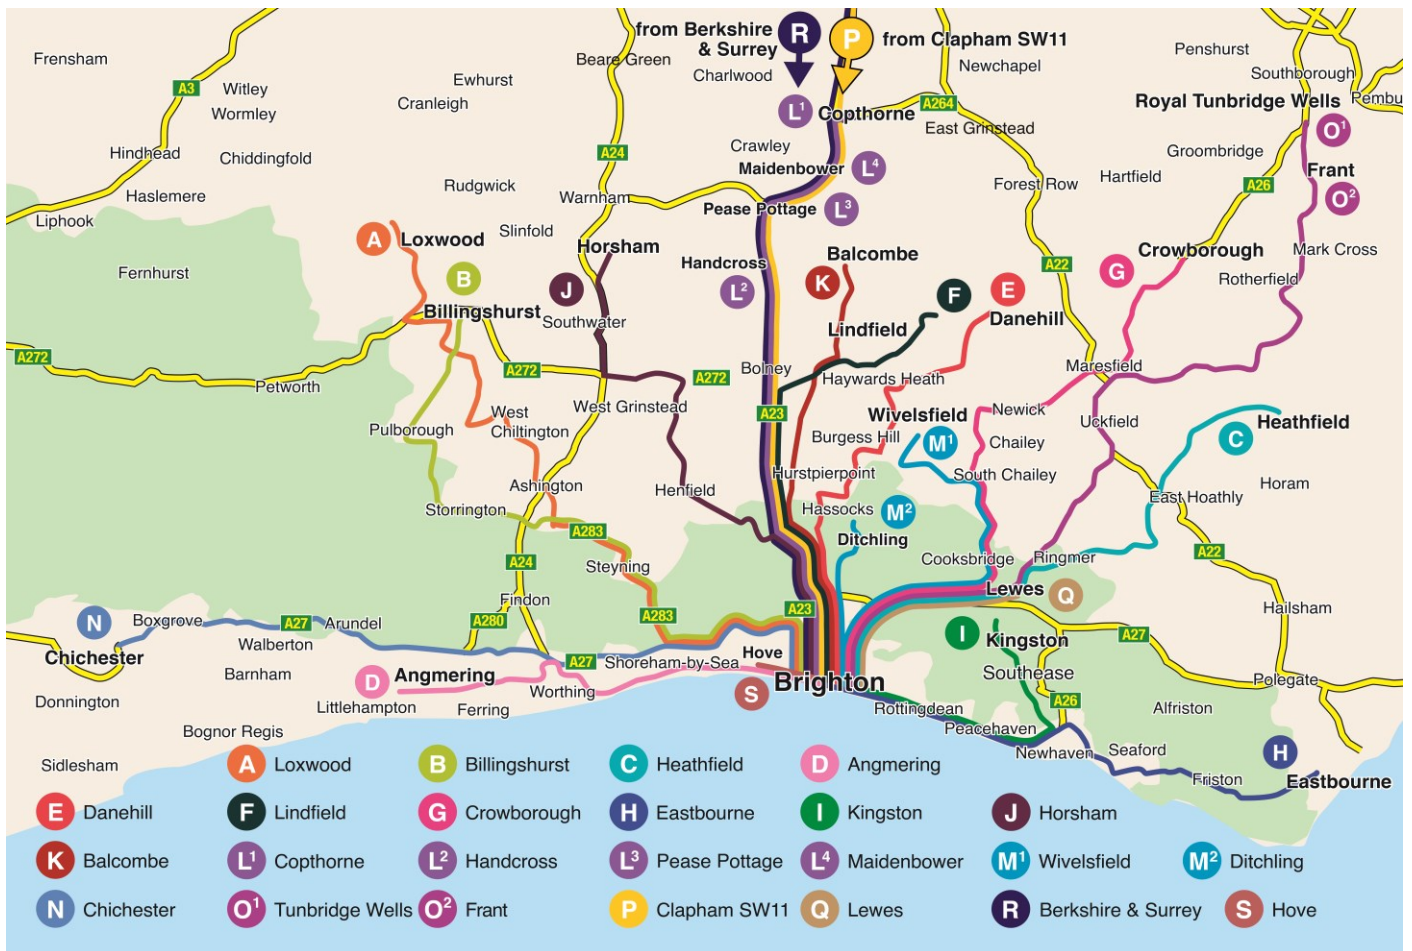 from Berkshire
& Surrey
R
P
from Clapham SW11
Penshurst
Frensham
Beare Green
Charlwood
Newchapel
Southborough
A3
Witley
Ewhurst
Cranleigh
Wormley
L1
Copthorne
A264
Royal Tunbridge Wells
Pembu
East Grinstead
O1
Hindhead
Chiddingfold
A24
Crawley
Groombridge
Maidenbower
L4
Frant
Haslemere
Rudgwick
Warnham
Forest Row
Hartfield
A26
O2
Liphook
Pease Pottage
L3
Slinfold
A
Loxwood
Horsham
Balcombe
Crowborough
Mark Cross
Fernhurst
B
Handcross
K
A22
G
Rotherfield
J
L2
F
E
Billingshurst
Southwater
Lindfield
Danehill
A272
Petworth
A272
A272
Bolney
Haywards Heath
Maresfield
West
Chiltington
West Grinstead
A23
Wivelsfield
Newick
Uckfield
Heathfield
Pulborough
Burgess Hill
M1
Chailey
C
Hurstpierpoint
South Chailey
Ashington
Henfield
East Hoathly
Horam
Storrington
Hassocks
M2
A283
Ditchling
A22
A24
Steyning
Cooksbridge
Ringmer
Lewes
Q
Findon
A283
A23
Hailsham
N
Boxgrove
A27
Arundel
A280
I
Kingston
A27
Chichester
Walberton
A27
Shoreham-by-Sea
Hove
Southease
Barnham
D
Angmering
Worthing
S
Brighton
Polegate
Donnington
Littlehampton
Ferring
Rottingdean
A26
Alfriston
Bognor Regis
Peacehaven
Newhaven
Seaford
H
Sidlesham
Friston
Eastbourne
A Loxwood
B Billingshurst
C Heathfield
D Angmering
E Danehill
F Lindfield
G Crowborough
H Eastbourne
I Kingston
J Horsham
K Balcombe
L1 Copthorne
L2 Handcross
L3 Pease Pottage
L4 Maidenbower
M1 Wivelsfield
M2 Ditchling
N Chichester
O1 Tunbridge Wells
O2 Frant
P Clapham SW11
Q Lewes
R Berkshire & Surrey
S Hove